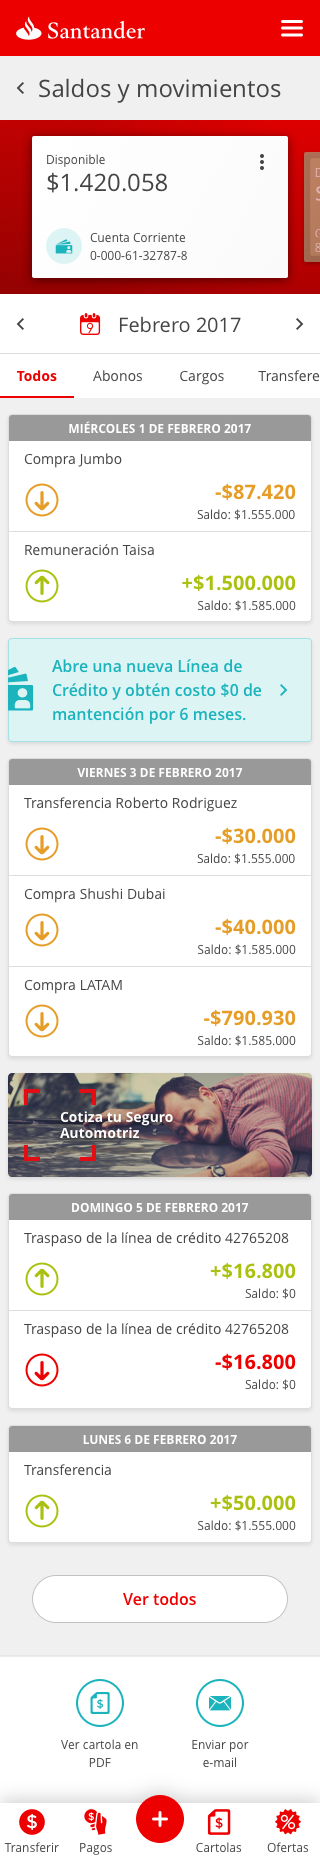 Santander
Saldos y movimientos
Disponible
$1.420.058
Cuenta Corriente
0-000-61-32787-8
Febrero 2017
Todos Abonos Cargos Transfere
MIÉRCOLES 1 DE FEBRERO 2017
Compra Jumbo
-$87.420
Saldo: $1.555.000
Remuneración Taisa
+$1.500.000
Saldo: $1.585.000
Abre una nueva Línea de
Crédito y obtén costo $0 de
mantención por 6 meses.
VIERNES 3 DE FEBRERO 2017
Transferencia Roberto Rodriguez
-$30.000
Saldo: $1.555.000
Compra Shushi Dubai
-$40.000
Saldo: $1.585.000
Compra LATAM
-$790.930
Saldo: $1.585.000
Cotiza tu Seguro
Automotriz
DOMINGO 5 DE FEBRERO 2017
Traspaso de la línea de crédito 42765208
+$16.800
Saldo: $0
Traspaso de la línea de crédito 42765208
-$16.800
Saldo: $0
LUNES 6 DE FEBRERO 2017
Transferencia
+$50.000
Saldo: $1.555.000
Ver todos
Ver cartola en
PDF
Enviar por
e-mail
Transferir Pagos Cartolas Ofertas